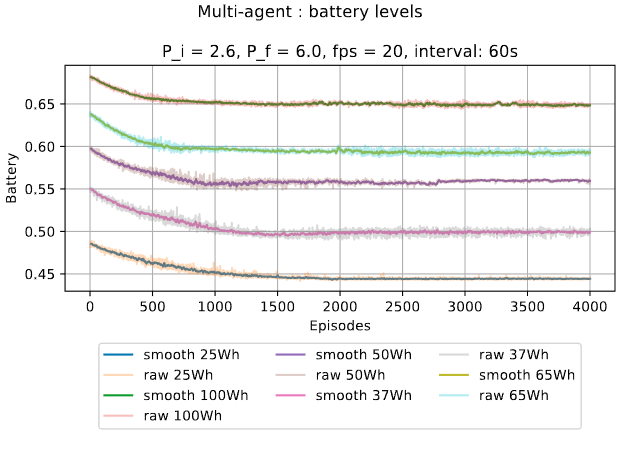 Multi-agent : battery levels
P_i = 2.6, P_f = 6.0, fps = 20, interval: 60s
0.65
0.60
0.55
0.50
0.45
Battery
0 500 1000 1500 2000 2500 3000 3500 4000
Episodes
smooth 25Wh smooth 50Wh raw 37Wh
raw 25Wh raw 50Wh smooth 65Wh
smooth 100Wh smooth 37Wh raw 65Wh
raw 100Wh